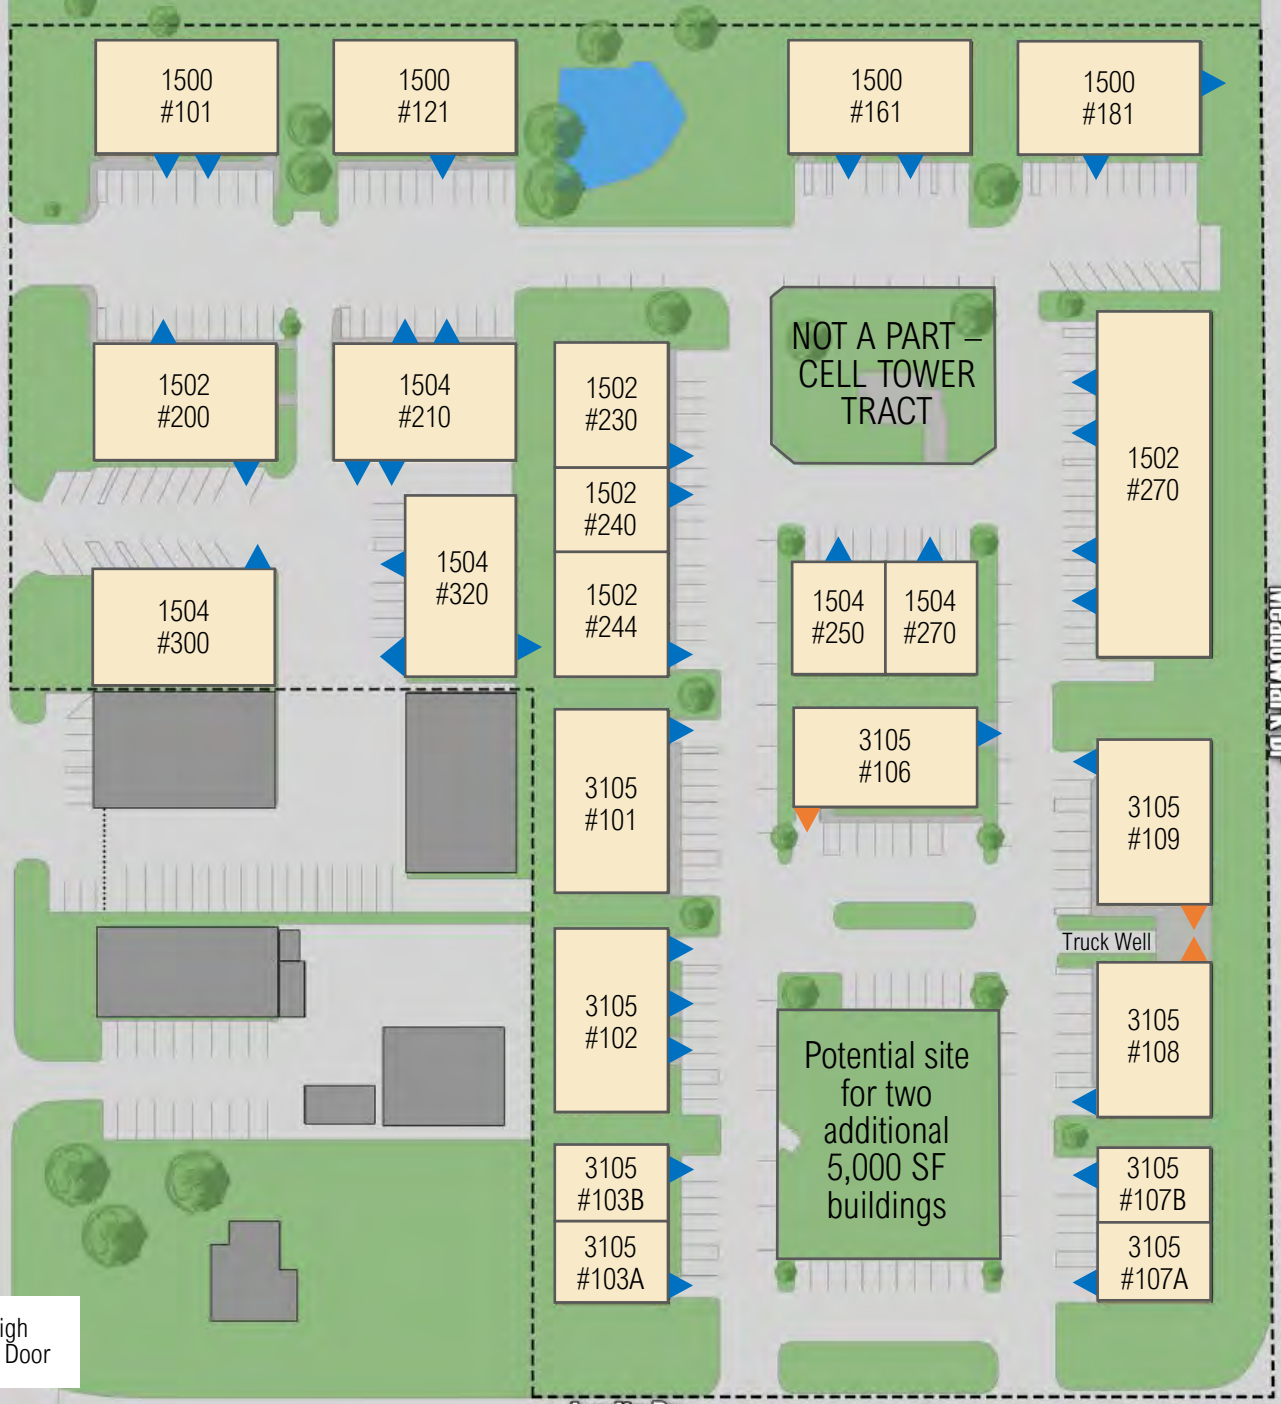 1500
#101
1500
#121
1500
#161
1500
#181
1502
#200
1504
#210
1502
#230
1502
#240
1502
#244
NOT A PART –
CELL TOWER
TRACT
1502
#270
1504
#300
1504
#320
1504
#250
1504
#270
3105
#106
3105
#101
3105
#109
Truck Well
3105
#102
3105
#108
Potential site
for two
additional
5,000 SF
buildings
3105
#103B
3105
#103A
3105
#107B
3105
#107A
igh
Door